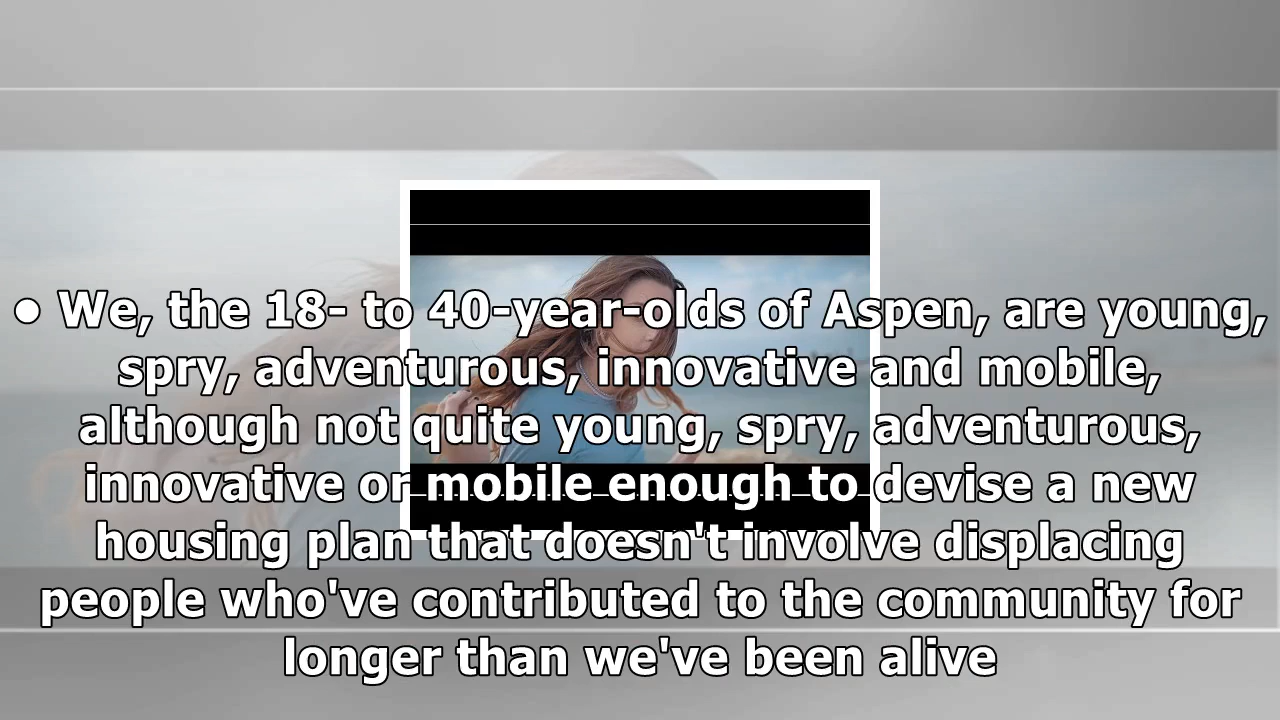 • We, the 18- to 40-year-olds of Aspen, are young,
spry, adventurous, innovative and mobile,
although not quite young, spry, adventurous,
innovative or mobile enough to devise a new
housing plan that doesn't involve displacing
people who've contributed to the community for
longer than we've been alive